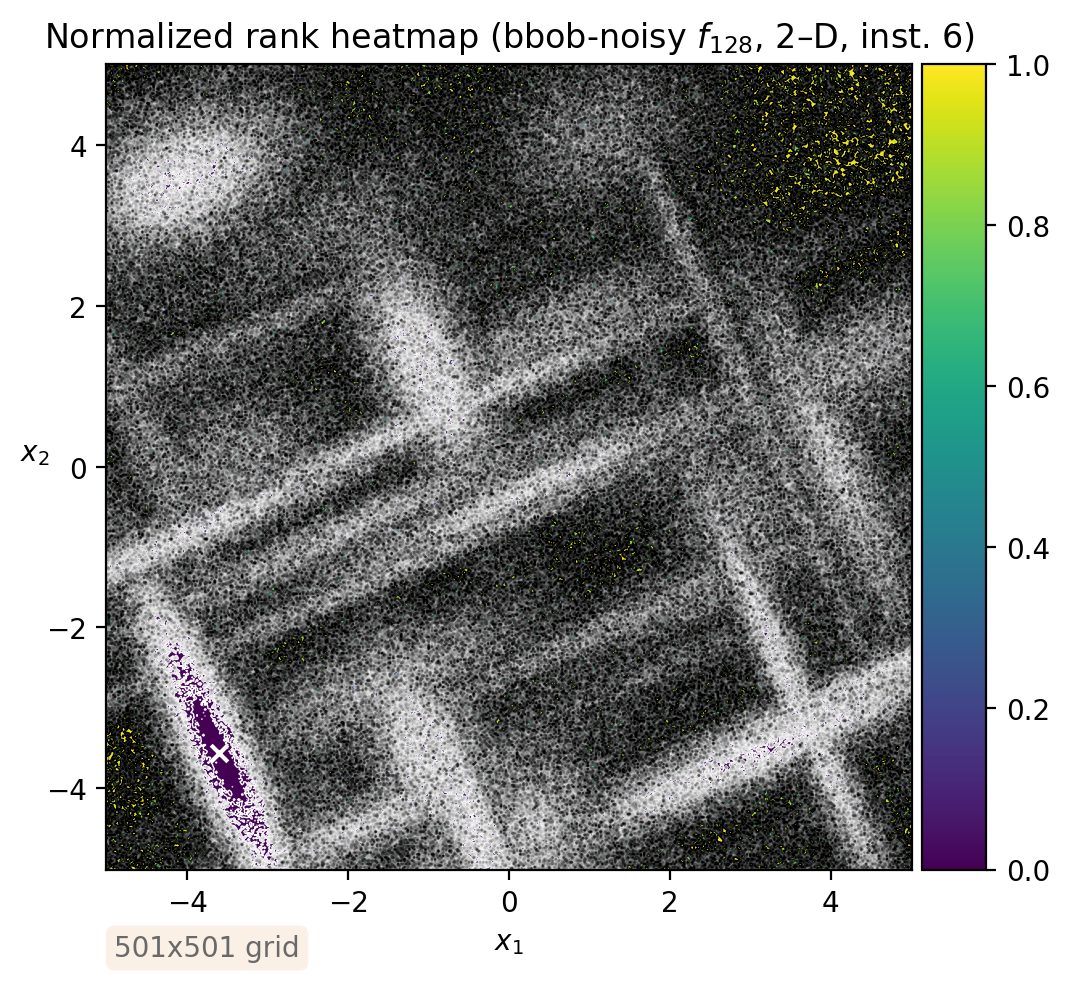 Normalized rank heatmap (bbob-noisy f128, 2–D, inst. 6)
1.0
4
0.8
2
0.6
x2
0
0.4
−2
0.2
−4
0.0
−4 −2 0 2 4
x1
501x501 grid